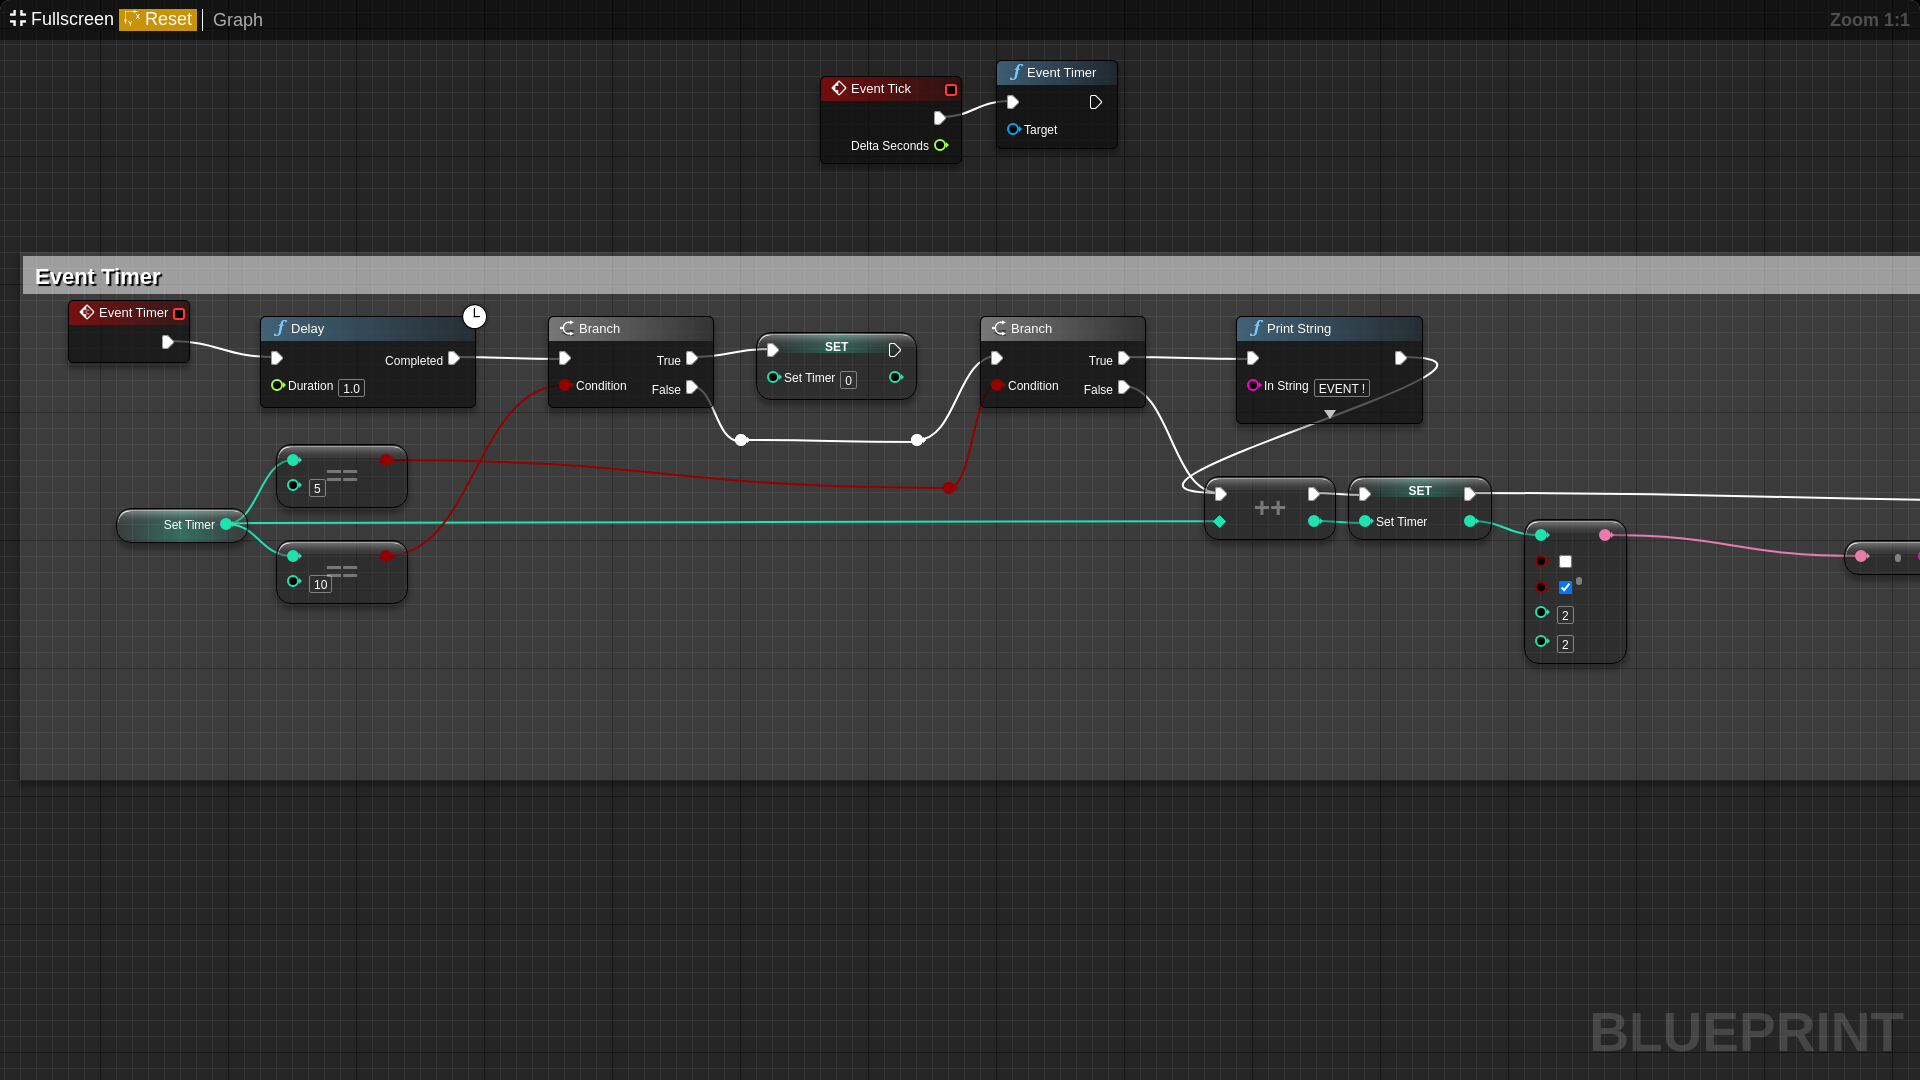 Fullscreen Reset Graph Zoom 1:1
Event Tick
Delta Seconds
Event Timer
Target
Event Timer
Event Timer
Delay
Completed
Duration 1.0
Branch
True
Condition
False
SET
Set Timer 0
Branch
True
Condition
False
Print String
In String EVENT !
==
5
Set Timer
==
10
++
SET
Set Timer
2
2
BLUEPRINT